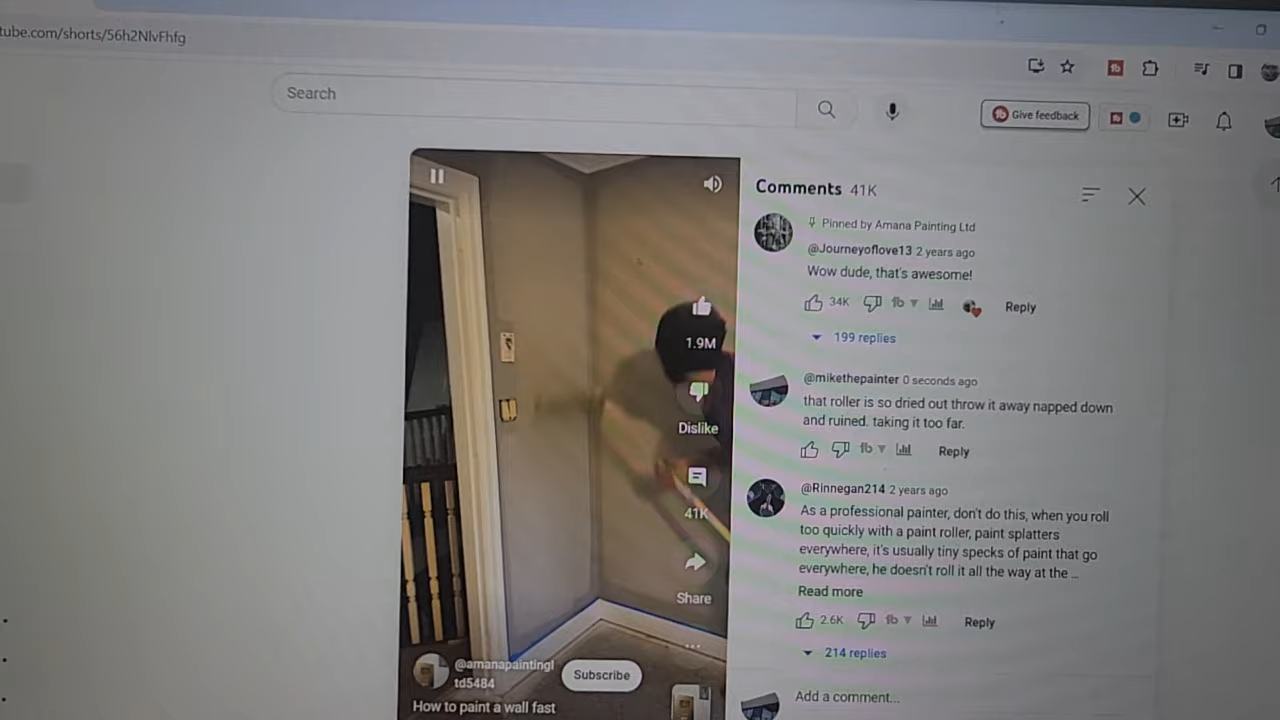 tube.com/shorts/56h2NlvFhfg
Search
Give feedback
Comments 41K
Pinned by Amana Painting Ltd
@Journeyoflove13 2 years ago
Wow dude, that's awesome!
34K
Reply
199 replies
@mikethepainter 0 seconds ago
that roller is so dried out throw it away napped down
and ruined. taking it too far.
Reply
@Rinnegan214 2 years ago
As a professional painter, don't do this, when you roll
too quickly with a paint roller, paint splatters
everywhere, it's usually tiny specks of paint that go
everywhere, he doesn't roll it all the way at the ...
Read more
2.6K
Reply
214 replies
Add a comment...
1.9M
Dislike
41K
Share
@amanapaintingl
td5484
Subscribe
How to paint a wall fast